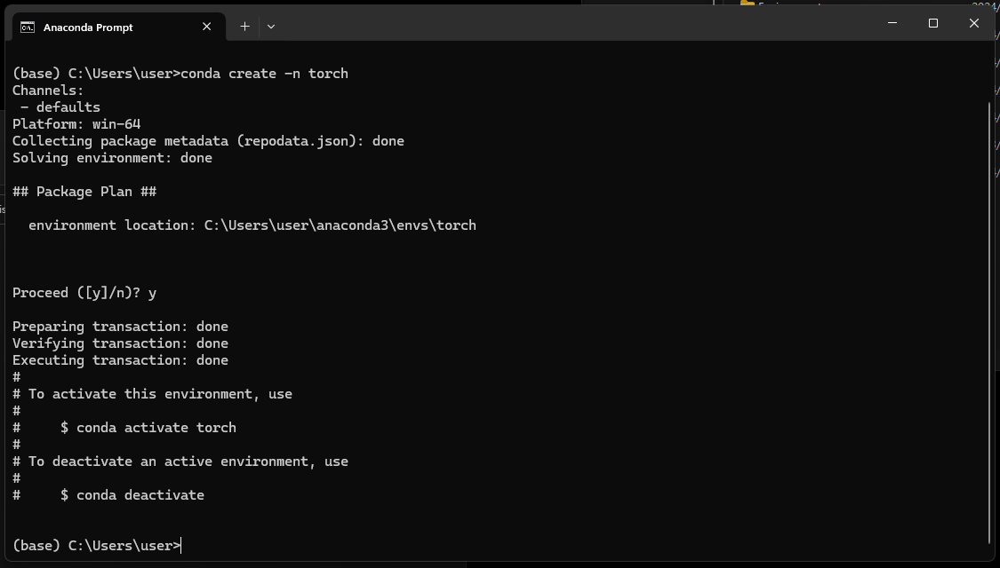 Anaconda Prompt
(base) C:\Users\user>conda create -n torch
Channels:
 - defaults
Platform: win-64
Collecting package metadata (repodata.json): done
Solving environment: done
## Package Plan ##
  environment location: C:\Users\user\anaconda3\envs\torch
Proceed ([y]/n)? y
Preparing transaction: done
Verifying transaction: done
Executing transaction: done
#
# To activate this environment, use
#
#     $ conda activate torch
#
# To deactivate an active environment, use
#
#     $ conda deactivate
(base) C:\Users\user>